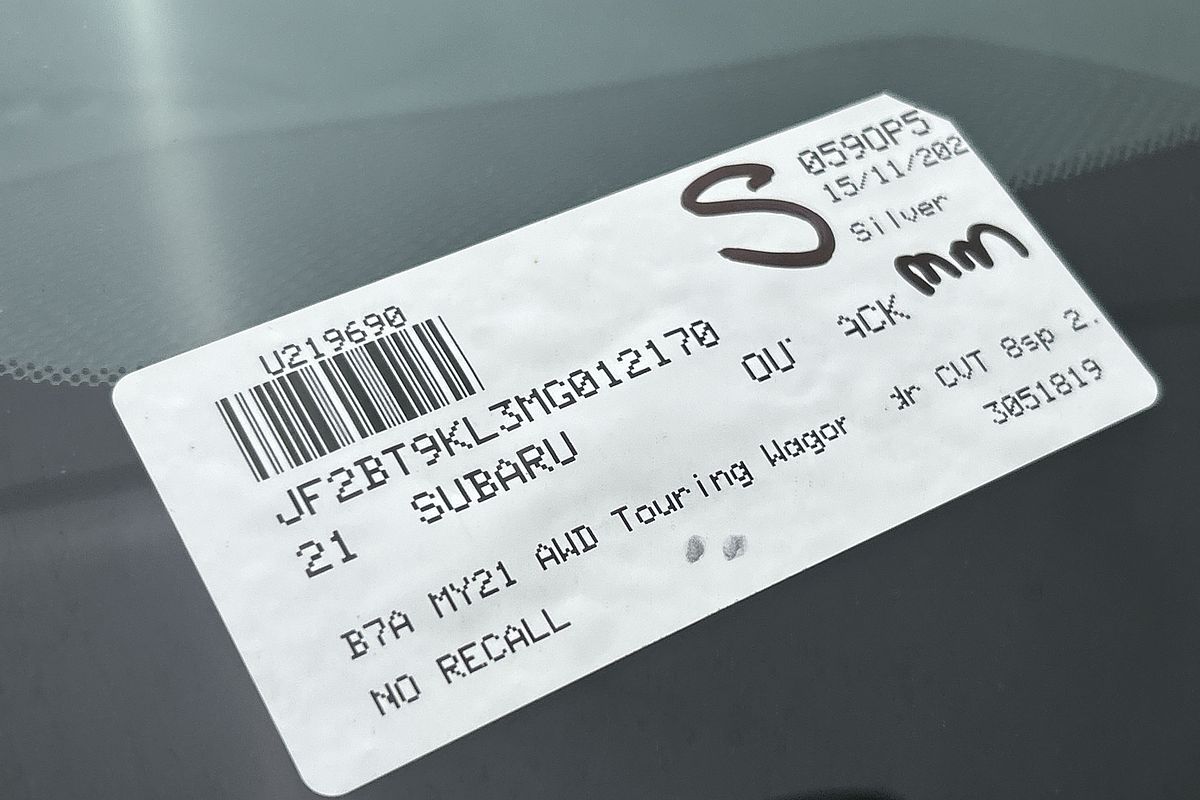 0590P5
15/11/202
S
Silver
mm
U219690
JF2BT9KL3MG012170
21 SUBARU OU ACK
B7A MY21 AWD Touring Wagon CVT 8sp 2.
3051819
NO RECALL